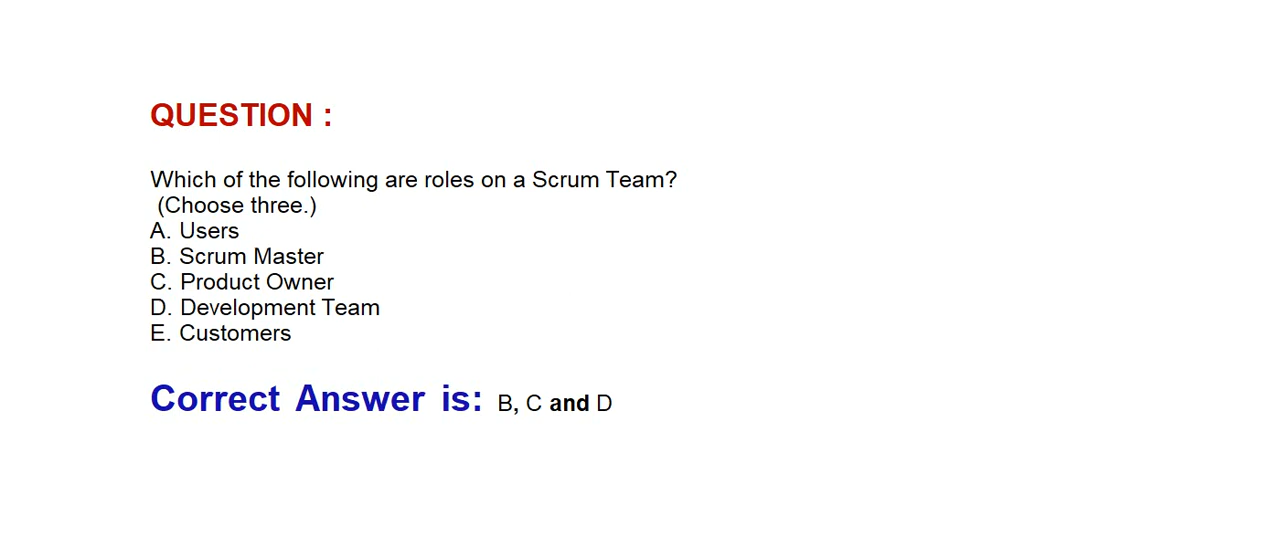 QUESTION :
Which of the following are roles on a Scrum Team?
(Choose three.)
A. Users
B. Scrum Master
C. Product Owner
D. Development Team
E. Customers
Correct Answer is: B, C and D